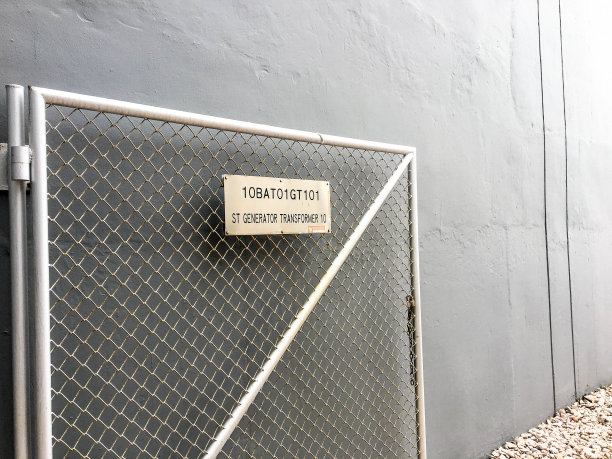 10BAT01GT101
ST GENERATOR TRANSFORMER 10